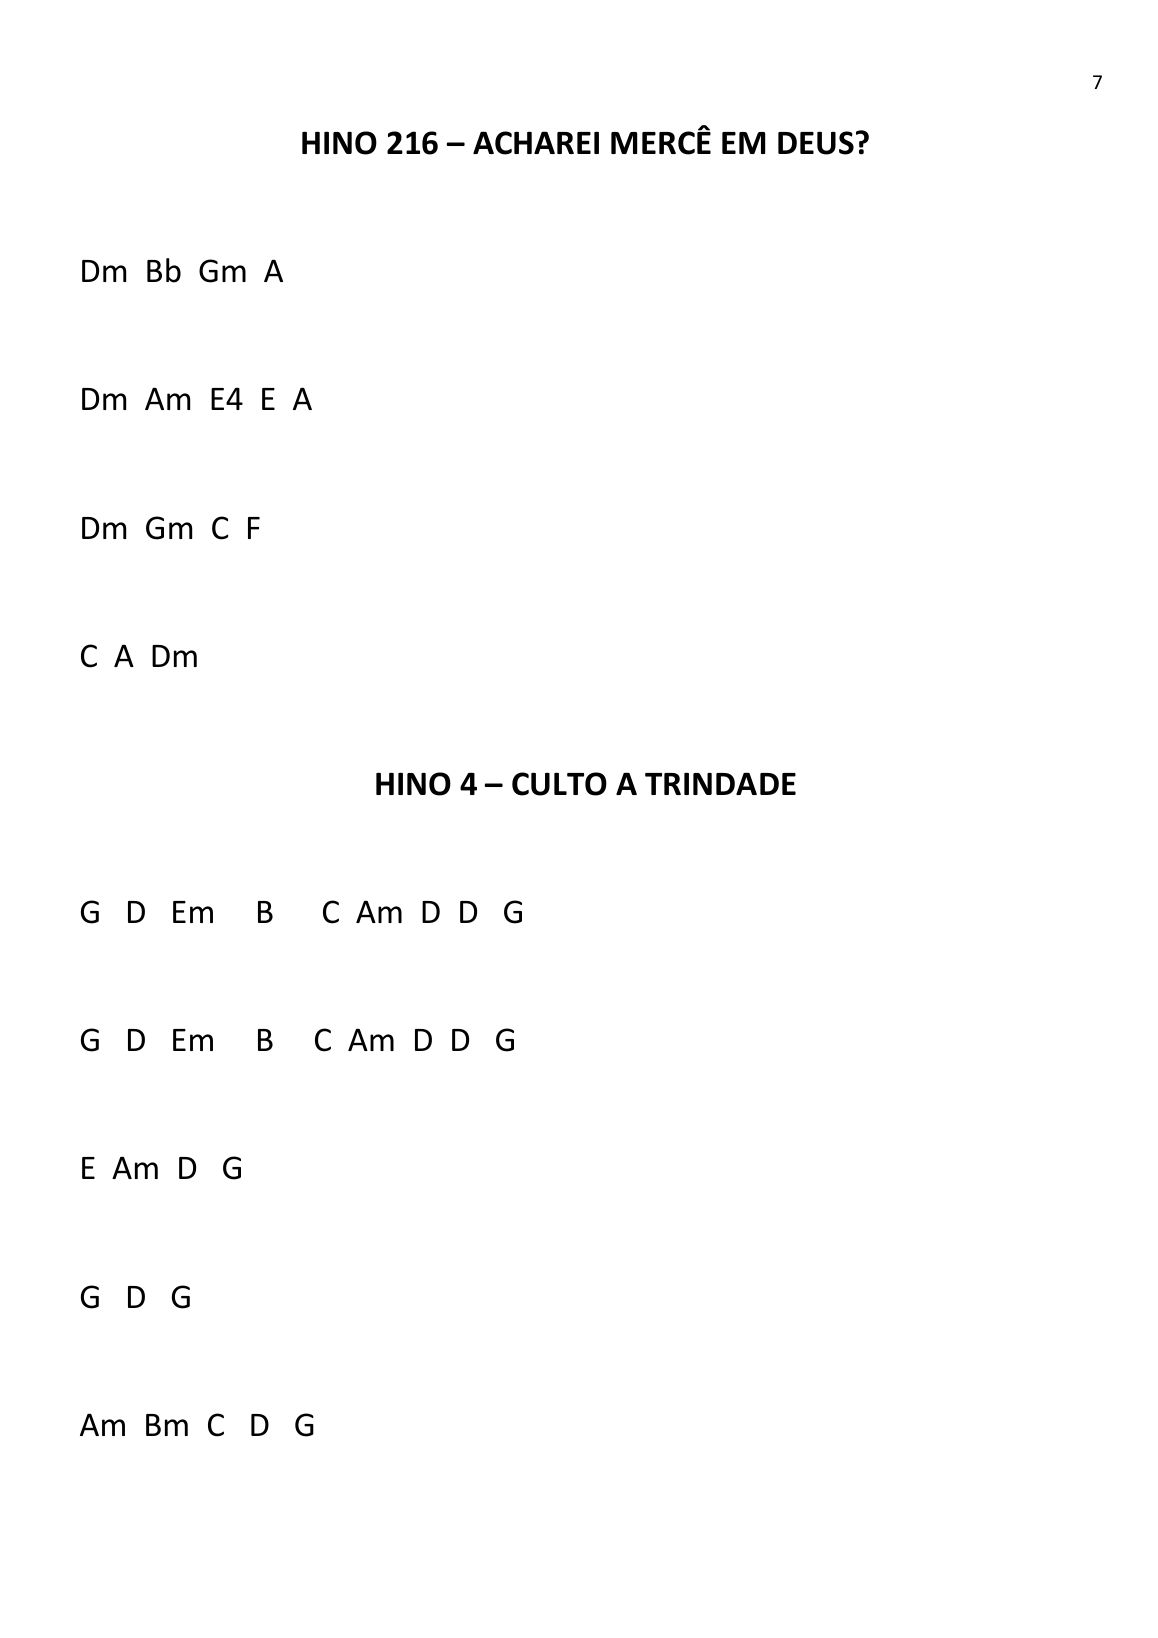 7
HINO 216 – ACHAREI MERCÊ EM DEUS?
Dm  Bb  Gm  A
Dm  Am  E4  E  A
Dm  Gm  C  F
C  A  Dm
HINO 4 – CULTO A TRINDADE
G   D   Em     B      C  Am  D  D   G
G   D   Em     B     C  Am  D  D   G
E  Am  D   G
G   D   G
Am  Bm  C   D   G